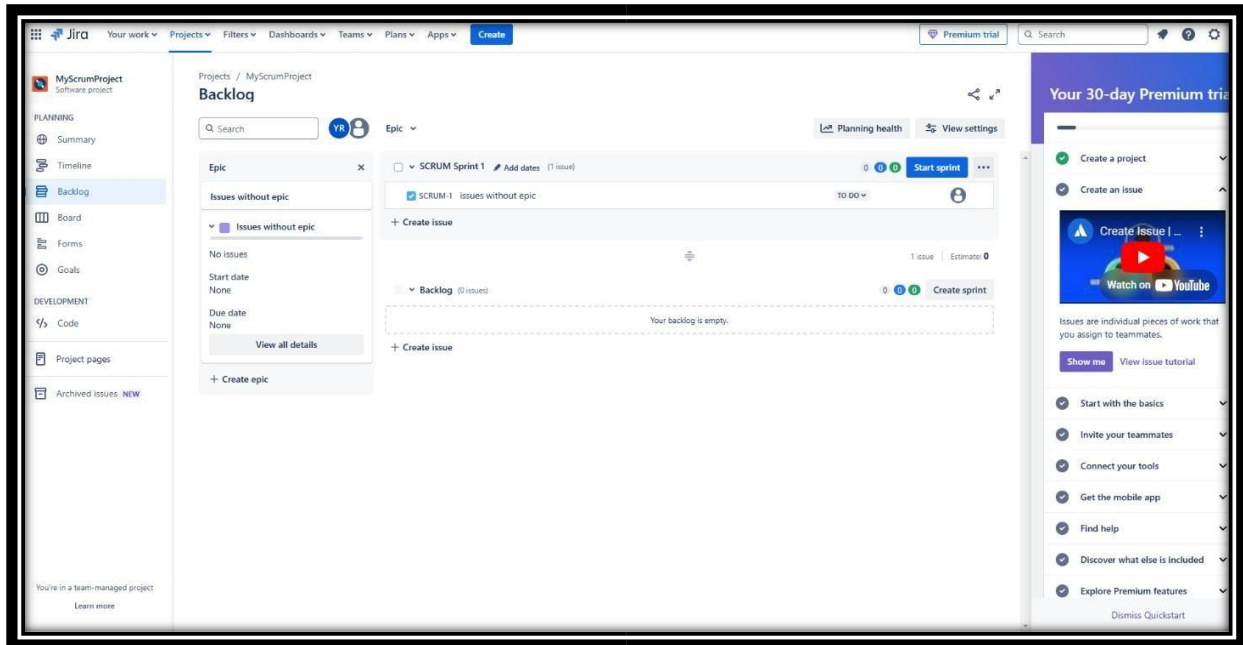 Jira Your work Projects Filters Dashboards Teams Plans Apps Create Premium trial Search
MyScrumProject
Software project
PLANNING
Summary
Timeline
Backlog
Board
Forms
Goals
DEVELOPMENT
Code
Project pages
Archived issues NEW
You're in a team-managed project
Learn more
Projects / MyScrumProject
Backlog
Search YR Epic Planning health View settings
Epic
Issues without epic
Issues without epic
No issues
Start date
None
Due date
None
View all details
+ Create epic
SCRUM Sprint 1 Add dates (1 issue) 0 0 0 Start sprint
SCRUM-1 issues without epic TO DO
+ Create issue
1 issue Estimate: 0
Backlog (0 issues) 0 0 0 Create sprint
Your backlog is empty.
+ Create issue
Your 30-day Premium tria
Create a project
Create an issue
Create Issue | ...
Watch on YouTube
Issues are individual pieces of work that
you assign to teammates.
Show me View issue tutorial
Start with the basics
Invite your teammates
Connect your tools
Get the mobile app
Find help
Discover what else is included
Explore Premium features
Dismiss Quickstart